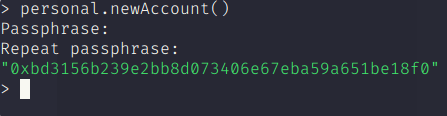 > personal.newAccount()
Passphrase:
Repeat passphrase:
"0xbd3156b239e2bb8d073406e67eba59a651be18f0"
>